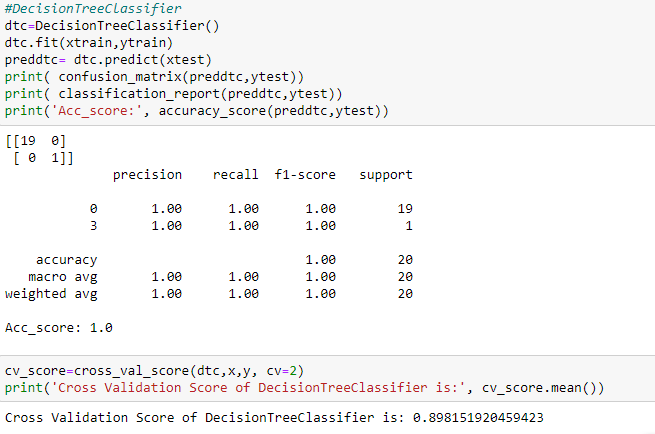 #DecisionTreeClassifier
dtc=DecisionTreeClassifier()
dtc.fit(xtrain,ytrain)
preddtc= dtc.predict(xtest)
print( confusion_matrix(preddtc,ytest))
print( classification_report(preddtc,ytest))
print('Acc_score:', accuracy_score(preddtc,ytest))
[[19  0]
 [ 0  1]]
              precision    recall  f1-score   support
           0       1.00      1.00      1.00        19
           3       1.00      1.00      1.00         1
    accuracy                           1.00        20
   macro avg       1.00      1.00      1.00        20
weighted avg       1.00      1.00      1.00        20
Acc_score: 1.0
cv_score=cross_val_score(dtc,x,y, cv=2)
print('Cross Validation Score of DecisionTreeClassifier is:', cv_score.mean())
Cross Validation Score of DecisionTreeClassifier is: 0.898151920459423